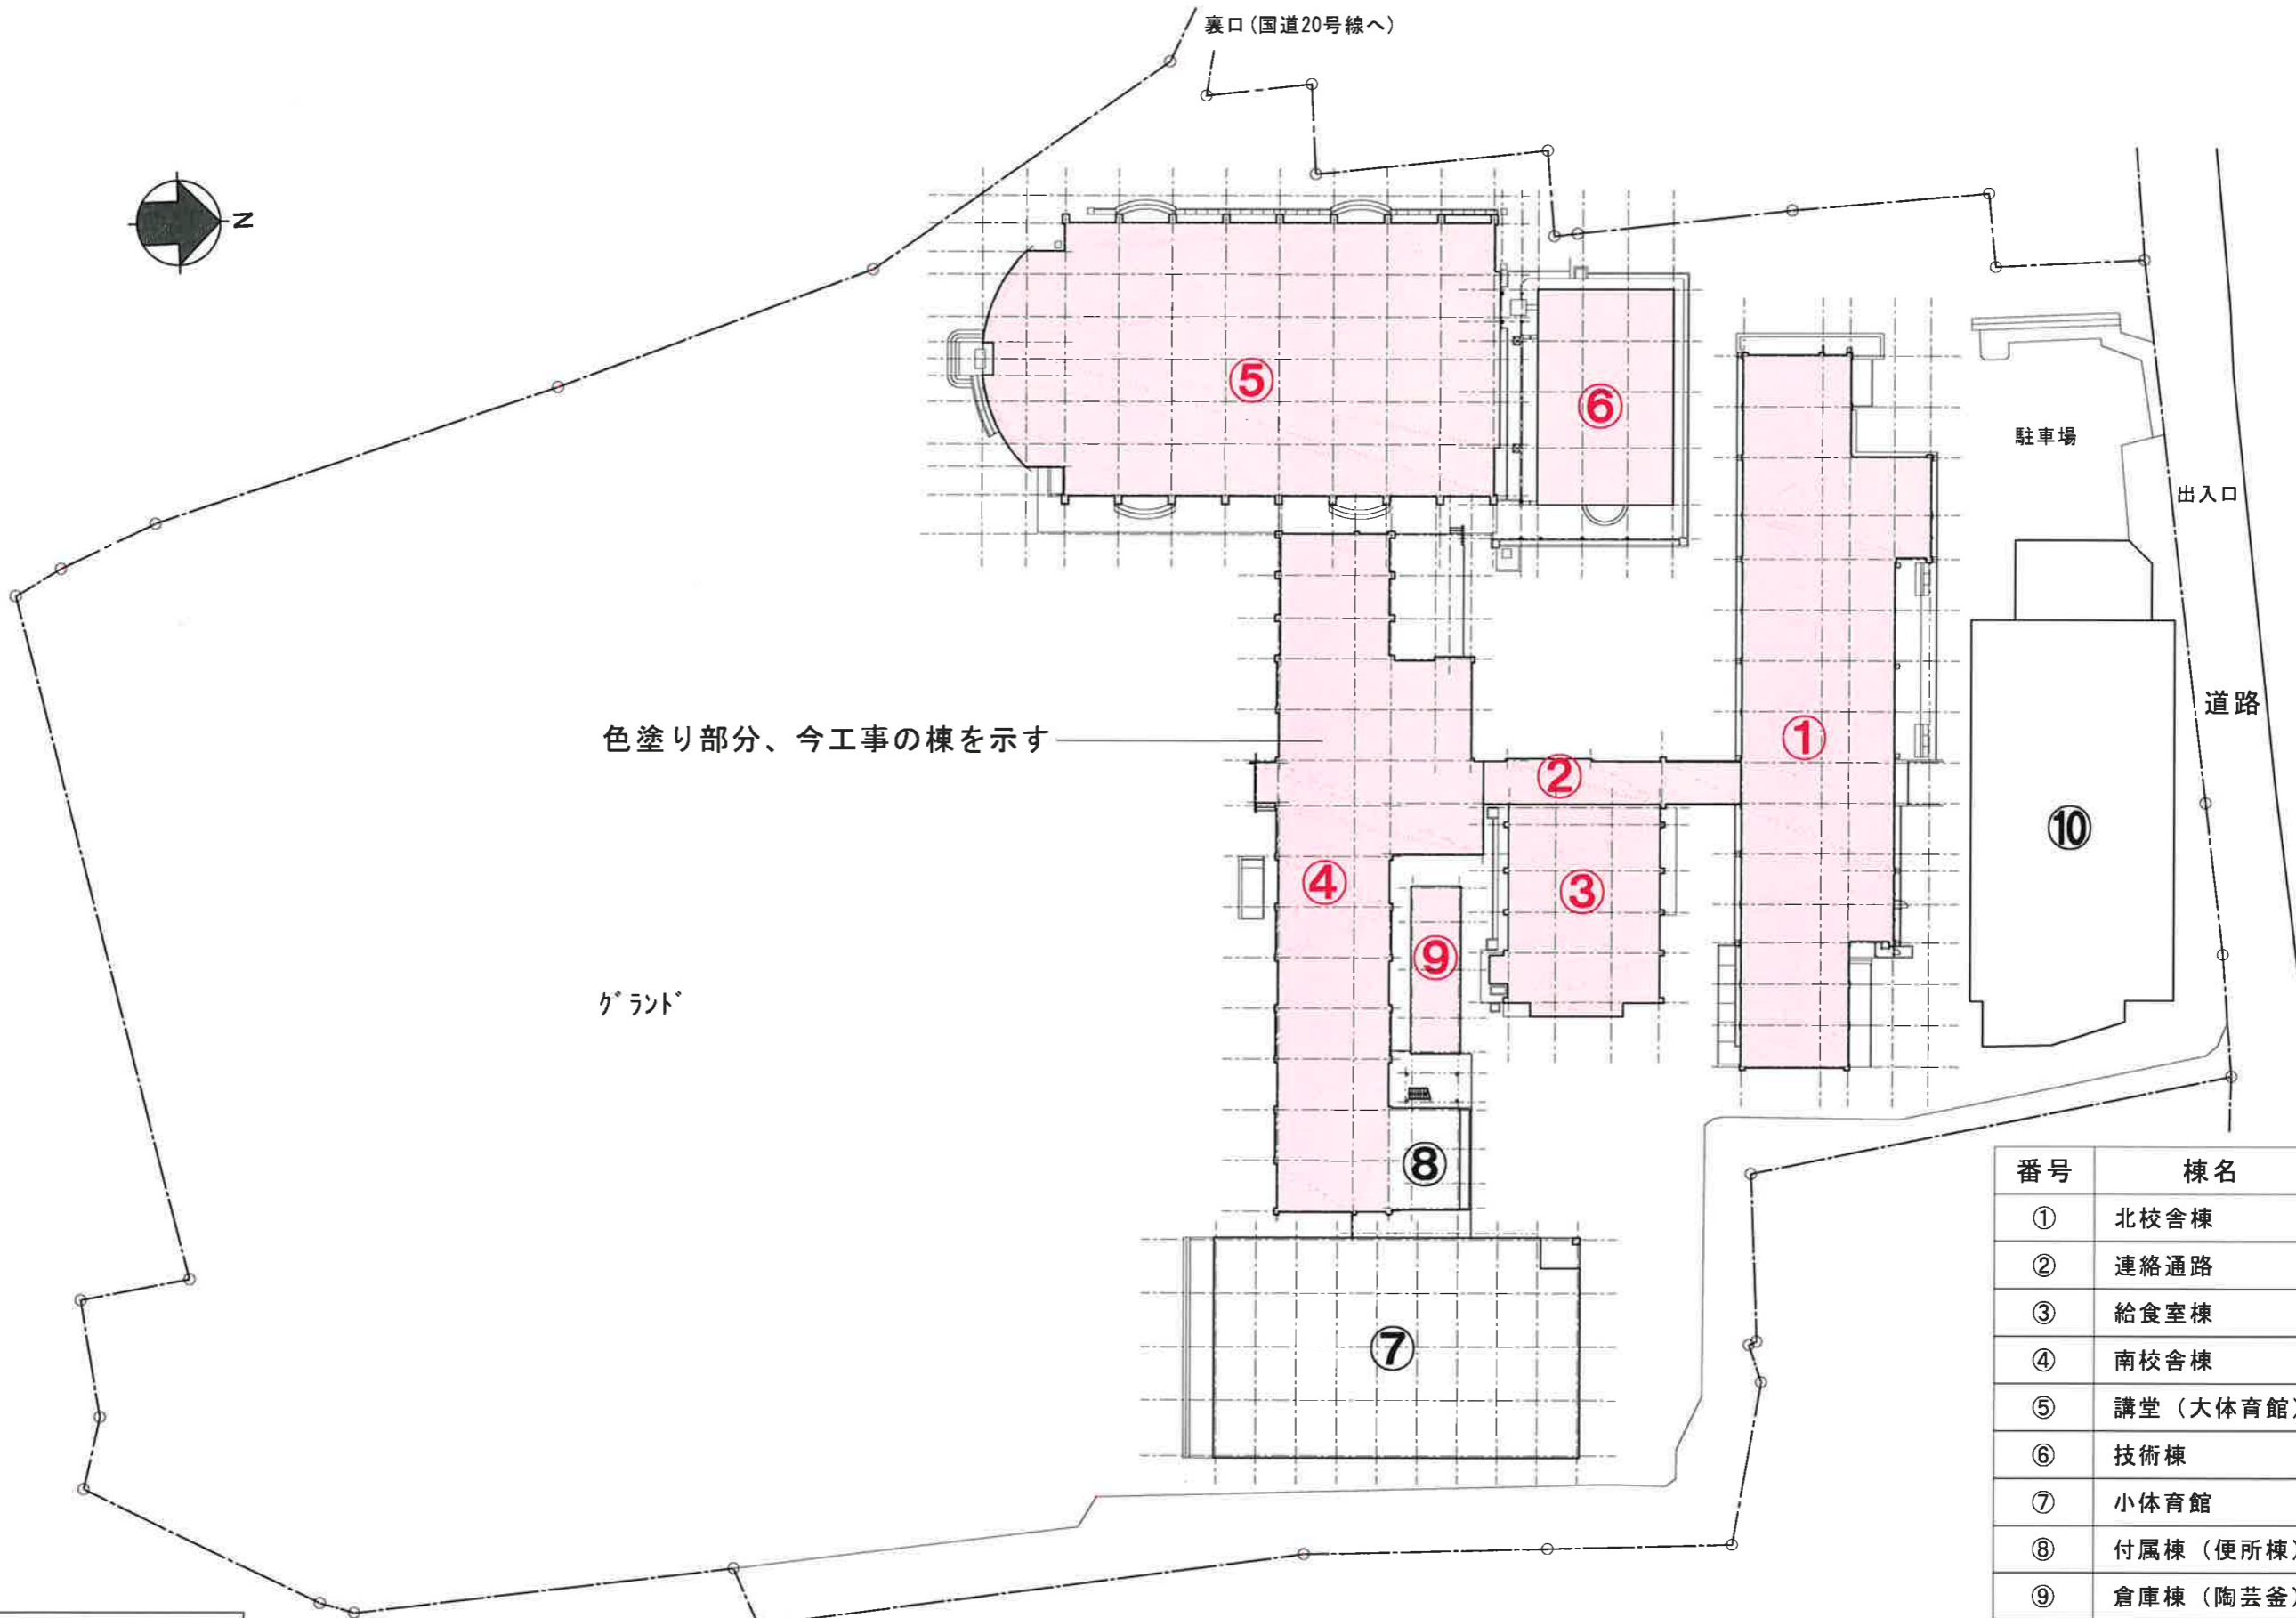 裏口(国道20号線へ)
N
⑤
⑥
駐車場
出入口
道路
色塗り部分、今工事の棟を示す
①
②
⑩
④
③
⑨
グランド
⑧
⑦
番号 棟名
① 北校舎棟
② 連絡通路
③ 給食室棟
④ 南校舎棟
⑤ 講堂（大体育館）
⑥ 技術棟
⑦ 小体育館
⑧ 付属棟（便所棟）
⑨ 倉庫棟（陶芸釜）